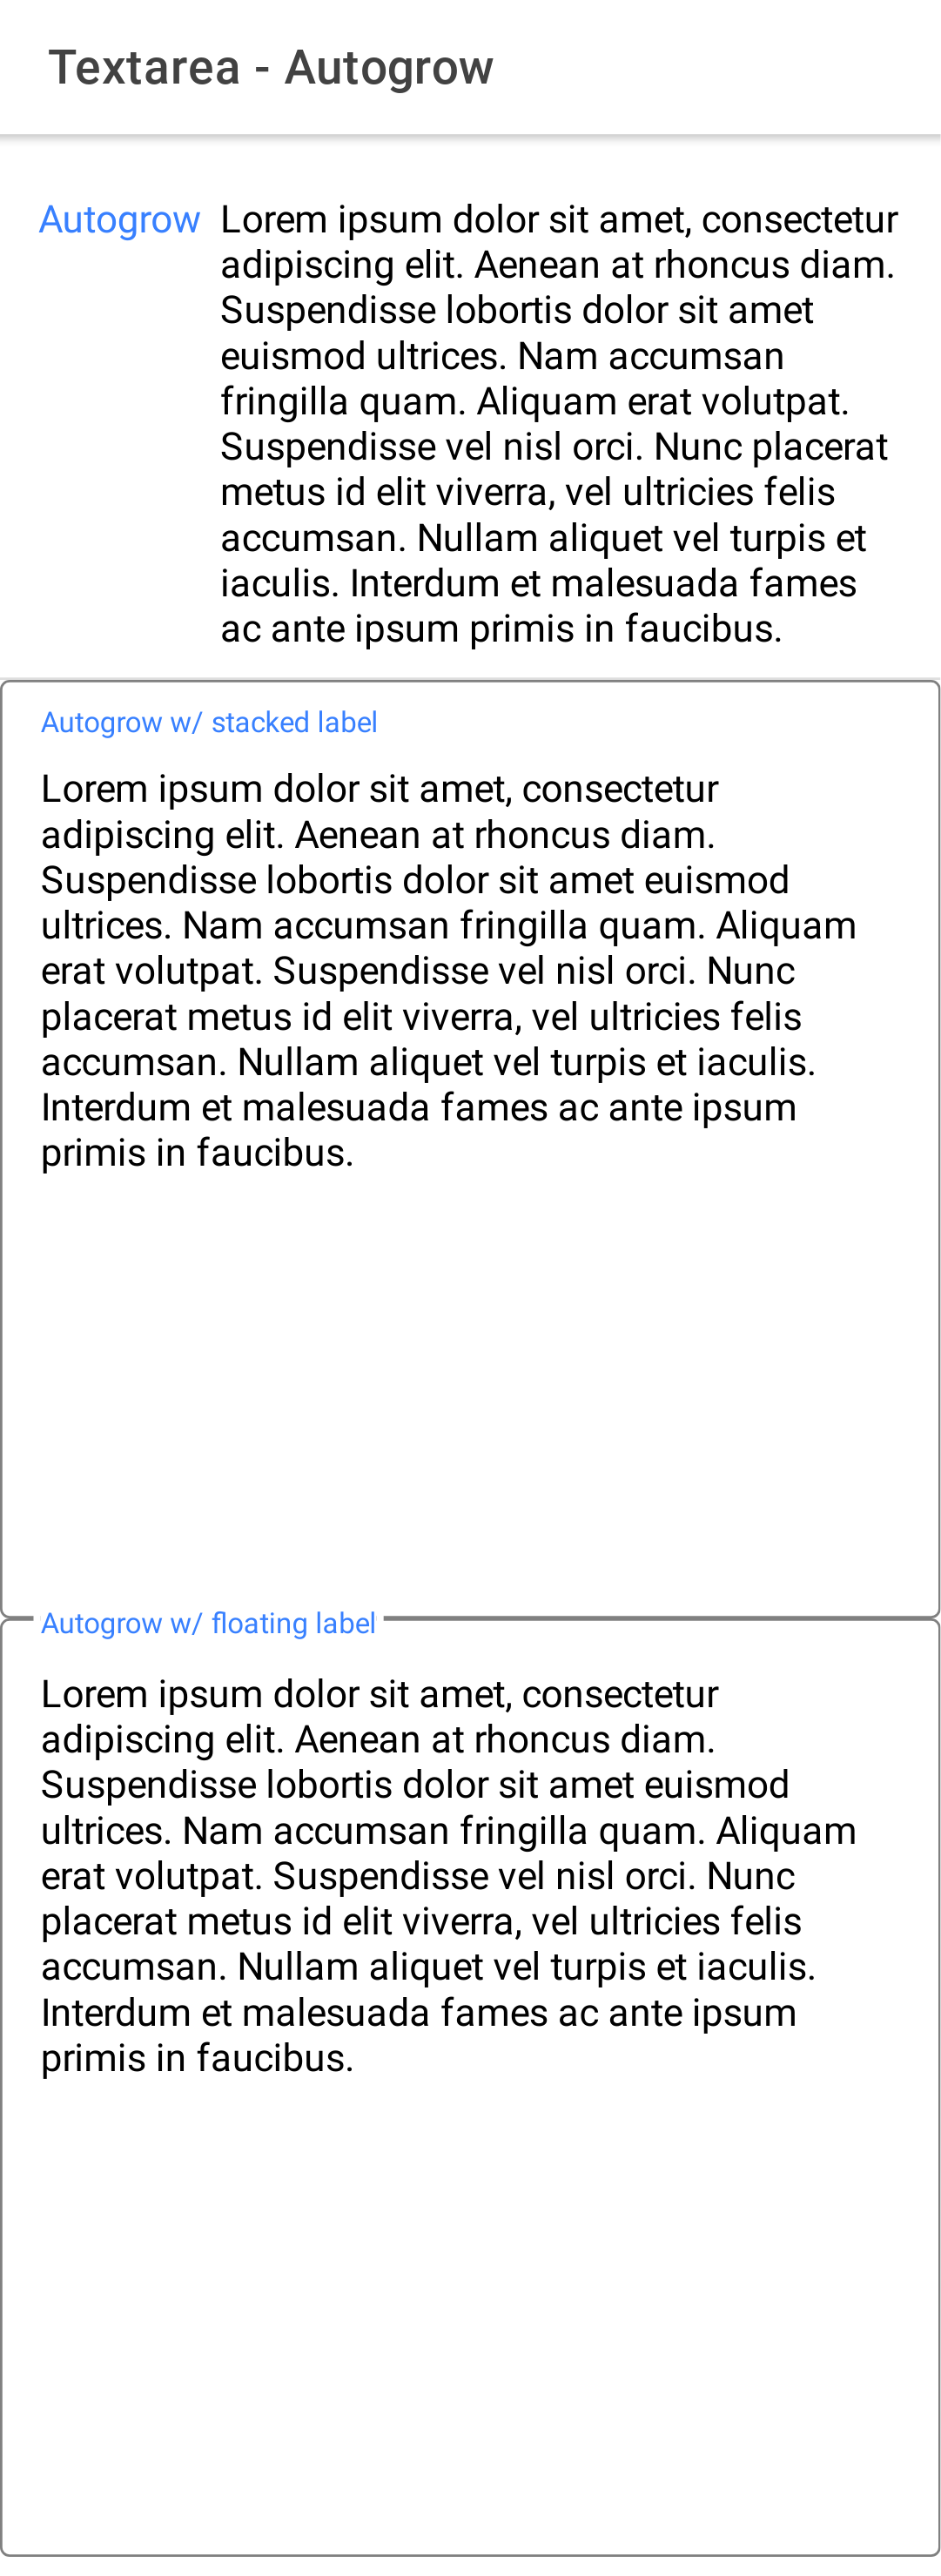 Textarea - Autogrow
Autogrow Lorem ipsum dolor sit amet, consectetur
adipiscing elit. Aenean at rhoncus diam.
Suspendisse lobortis dolor sit amet
euismod ultrices. Nam accumsan
fringilla quam. Aliquam erat volutpat.
Suspendisse vel nisl orci. Nunc placerat
metus id elit viverra, vel ultricies felis
accumsan. Nullam aliquet vel turpis et
iaculis. Interdum et malesuada fames
ac ante ipsum primis in faucibus.
Autogrow w/ stacked label
Lorem ipsum dolor sit amet, consectetur
adipiscing elit. Aenean at rhoncus diam.
Suspendisse lobortis dolor sit amet euismod
ultrices. Nam accumsan fringilla quam. Aliquam
erat volutpat. Suspendisse vel nisl orci. Nunc
placerat metus id elit viverra, vel ultricies felis
accumsan. Nullam aliquet vel turpis et iaculis.
Interdum et malesuada fames ac ante ipsum
primis in faucibus.
Autogrow w/ floating label
Lorem ipsum dolor sit amet, consectetur
adipiscing elit. Aenean at rhoncus diam.
Suspendisse lobortis dolor sit amet euismod
ultrices. Nam accumsan fringilla quam. Aliquam
erat volutpat. Suspendisse vel nisl orci. Nunc
placerat metus id elit viverra, vel ultricies felis
accumsan. Nullam aliquet vel turpis et iaculis.
Interdum et malesuada fames ac ante ipsum
primis in faucibus.